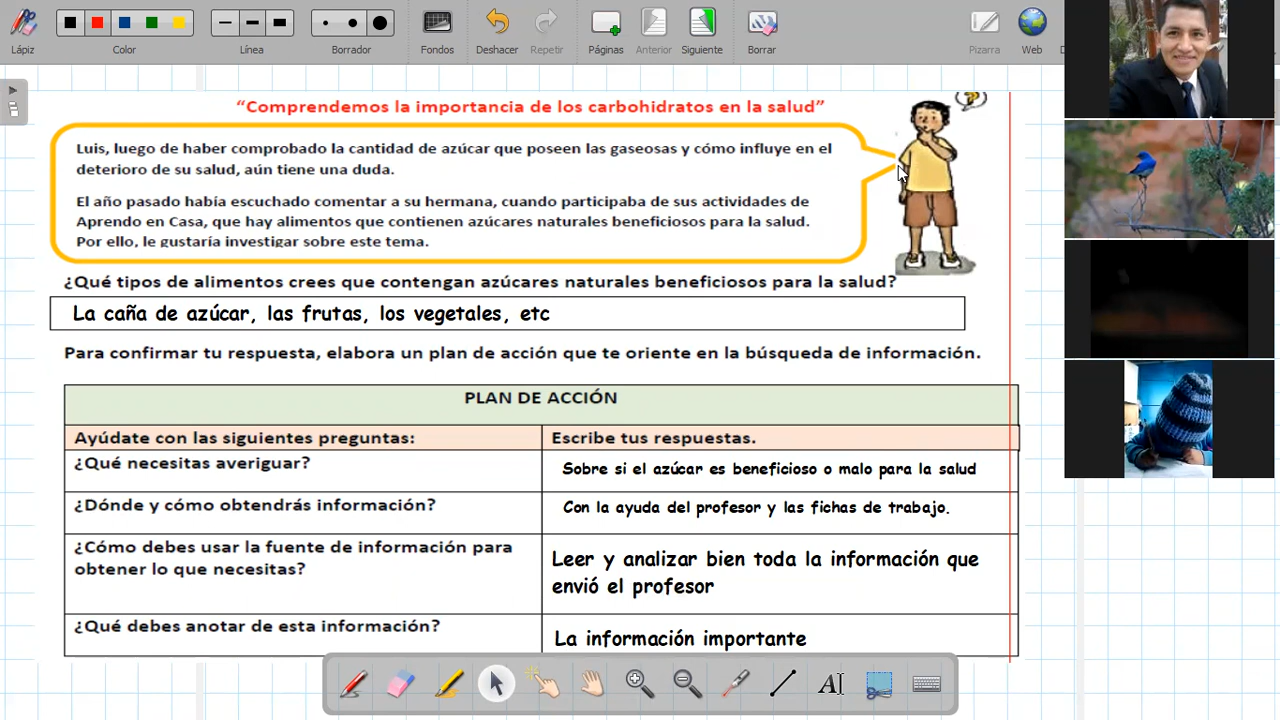 Lápiz
Color
Línea
Borrador
Fondos
Deshacer
Repetir
Páginas
Anterior
Siguiente
Borrar
Pizarra
Web
“Comprendemos la importancia de los carbohidratos en la salud”
Luis, luego de haber comprobado la cantidad de azúcar que poseen las gaseosas y cómo influye en el
deterioro de su salud, aún tiene una duda.
El año pasado había escuchado comentar a su hermana, cuando participaba de sus actividades de
Aprendo en Casa, que hay alimentos que contienen azúcares naturales beneficiosos para la salud.
Por ello, le gustaría investigar sobre este tema.
?
¿Qué tipos de alimentos crees que contengan azúcares naturales beneficiosos para la salud?
La caña de azúcar, las frutas, los vegetales, etc
Para confirmar tu respuesta, elabora un plan de acción que te oriente en la búsqueda de información.
PLAN DE ACCIÓN
Ayúdate con las siguientes preguntas:
Escribe tus respuestas.
¿Qué necesitas averiguar?
Sobre si el azúcar es beneficioso o malo para la salud
¿Dónde y cómo obtendrás información?
Con la ayuda del profesor y las fichas de trabajo.
¿Cómo debes usar la fuente de información para
obtener lo que necesitas?
Leer y analizar bien toda la información que
envió el profesor
¿Qué debes anotar de esta información?
La información importante